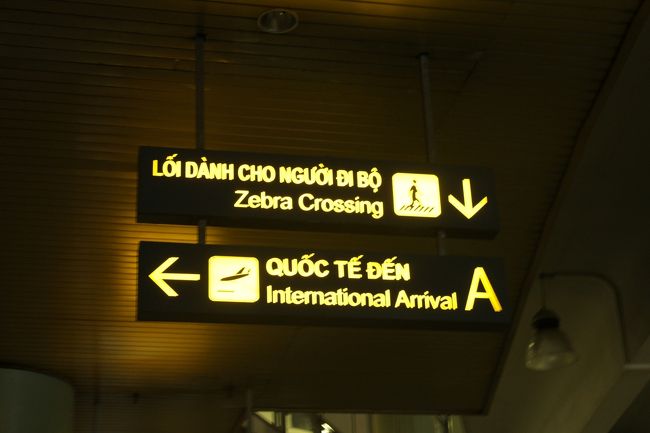 LỐI DÀNH CHO NGƯỜI ĐI BỘ
Zebra Crossing
QUỐC TẾ ĐẾN
International Arrival
A